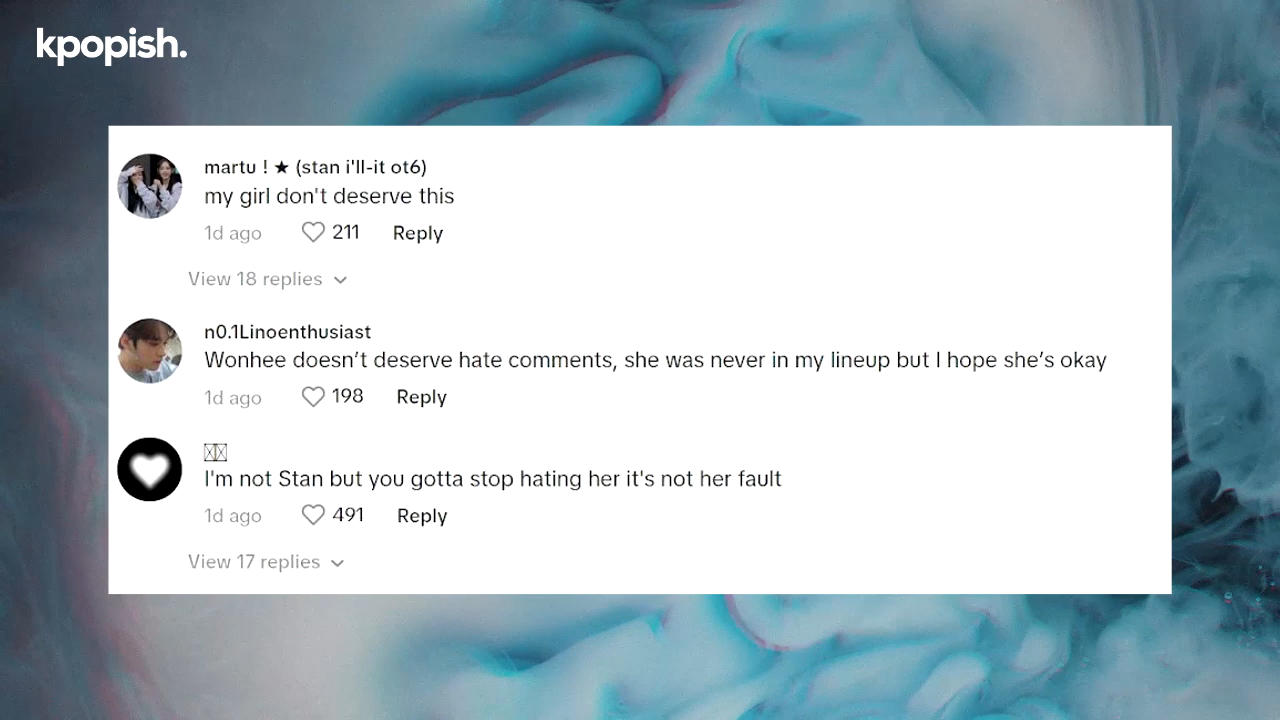 kpopish.
martu ! ★ (stan i'll-it ot6)
my girl don't deserve this
1d ago 211 Reply
View 18 replies
n0.1Linoenthusiast
Wonhee doesn’t deserve hate comments, she was never in my lineup but I hope she’s okay
1d ago 198 Reply
I'm not Stan but you gotta stop hating her it's not her fault
1d ago 491 Reply
View 17 replies